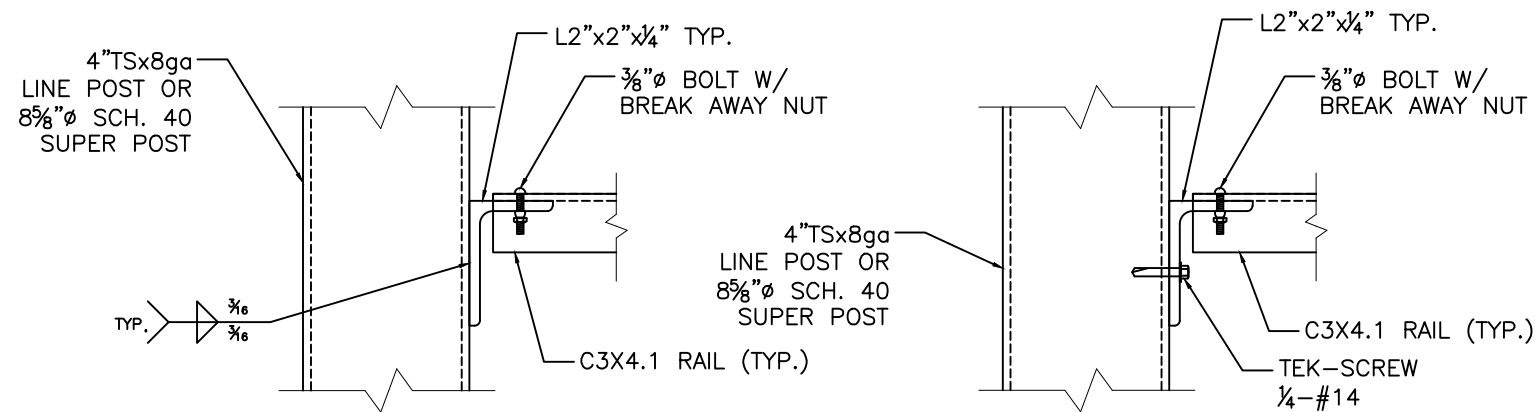 4"TSx8ga
LINE POST OR
8⅝"ø SCH. 40
SUPER POST
L2"x2"x¼" TYP.
⅜"ø BOLT W/
BREAK AWAY NUT
TYP.
3/16
3/16
C3X4.1 RAIL (TYP.)
L2"x2"x¼" TYP.
⅜"ø BOLT W/
BREAK AWAY NUT
4"TSx8ga
LINE POST OR
8⅝"ø SCH. 40
SUPER POST
C3X4.1 RAIL (TYP.)
TEK-SCREW
¼-#14